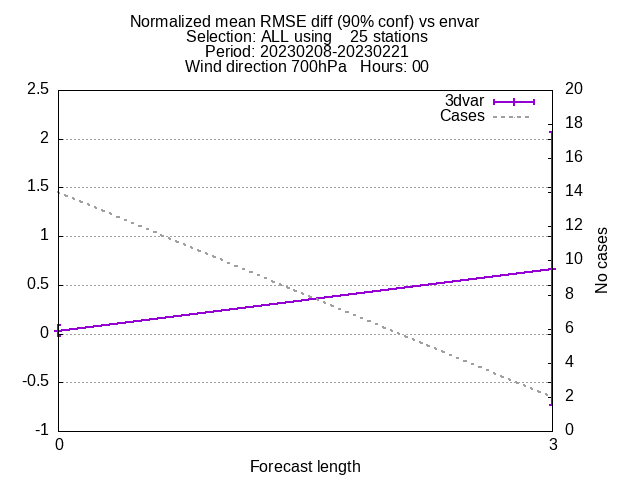 Normalized mean RMSE diff (90% conf) vs envar
Selection: ALL using    25 stations
Period: 20230208-20230221
Wind direction 700hPa   Hours: 00
3dvar
Cases
2.5
2
1.5
1
0.5
0
-0.5
-1
20
18
16
14
12
10
8
6
4
2
0
No cases
0
3
Forecast length